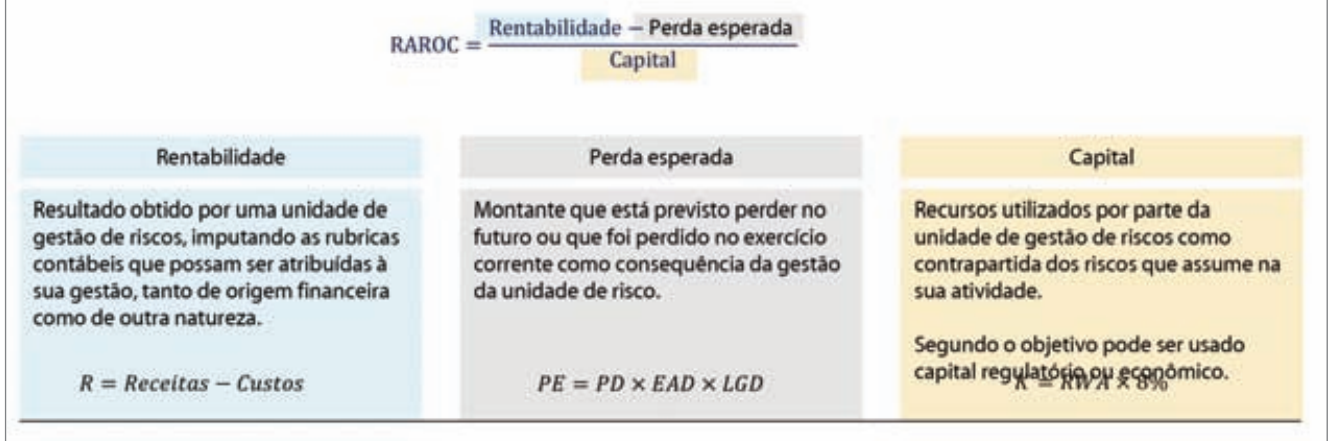 RAROC = Rentabilidade − Perda esperada
Capital
Rentabilidade
Resultado obtido por uma unidade de
gestão de riscos, imputando as rubricas
contábeis que possam ser atribuídas à
sua gestão, tanto de origem financeira
como de outra natureza.
R = Receitas − Custos
Perda esperada
Montante que está previsto perder no
futuro ou que foi perdido no exercício
corrente como consequência da gestão
da unidade de risco.
PE = PD × EAD × LGD
Capital
Recursos utilizados por parte da
unidade de gestão de riscos como
contrapartida dos riscos que assume na
sua atividade.
Segundo o objetivo pode ser usado
capital regulatório ou econômico.
K = RWA × 8%